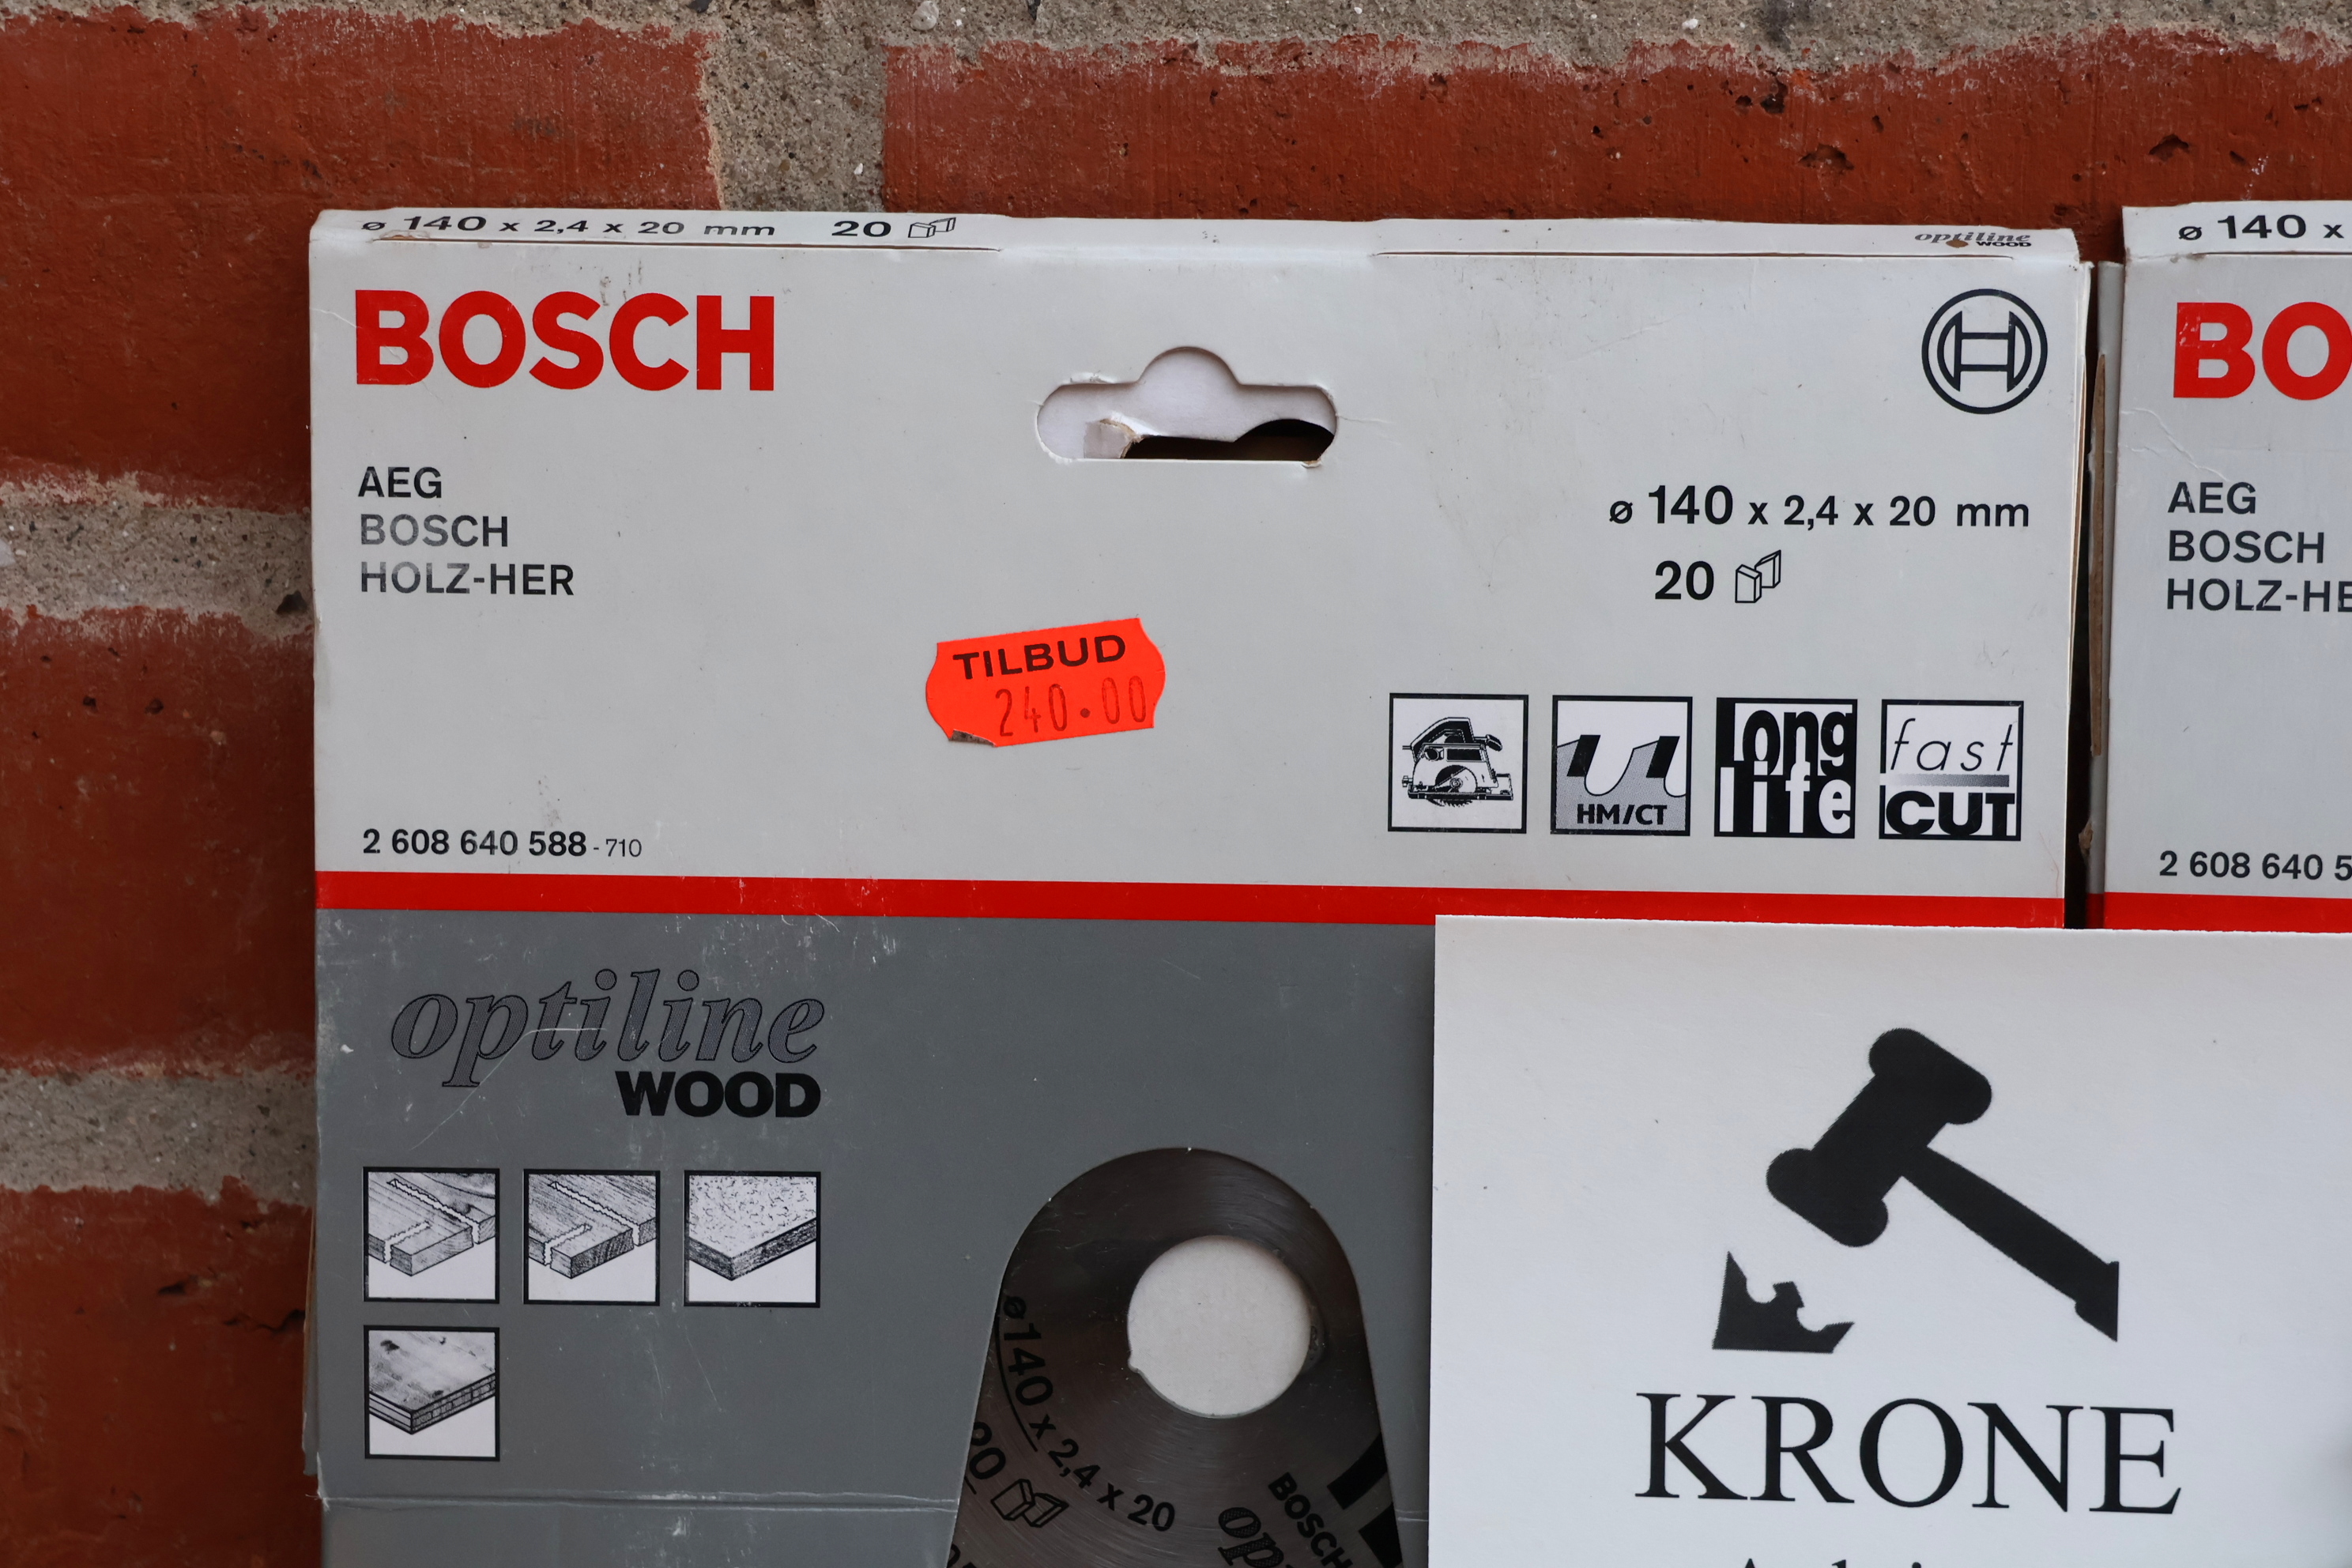 ø 140 x 2,4 x 20 mm 20
optiline
WOOD
BOSCH
AEG
BOSCH
HOLZ-HER
ø 140 x 2,4 x 20 mm
20
TILBUD
240.00
HM/CT
long
life
fast
CUT
2 608 640 588 - 710
optiline
WOOD
ø 140 x 2,4 x 20
20
BOSCH
ø 140 x
BO
AEG
BOSCH
HOLZ-HE
2 608 640 5
KRONE